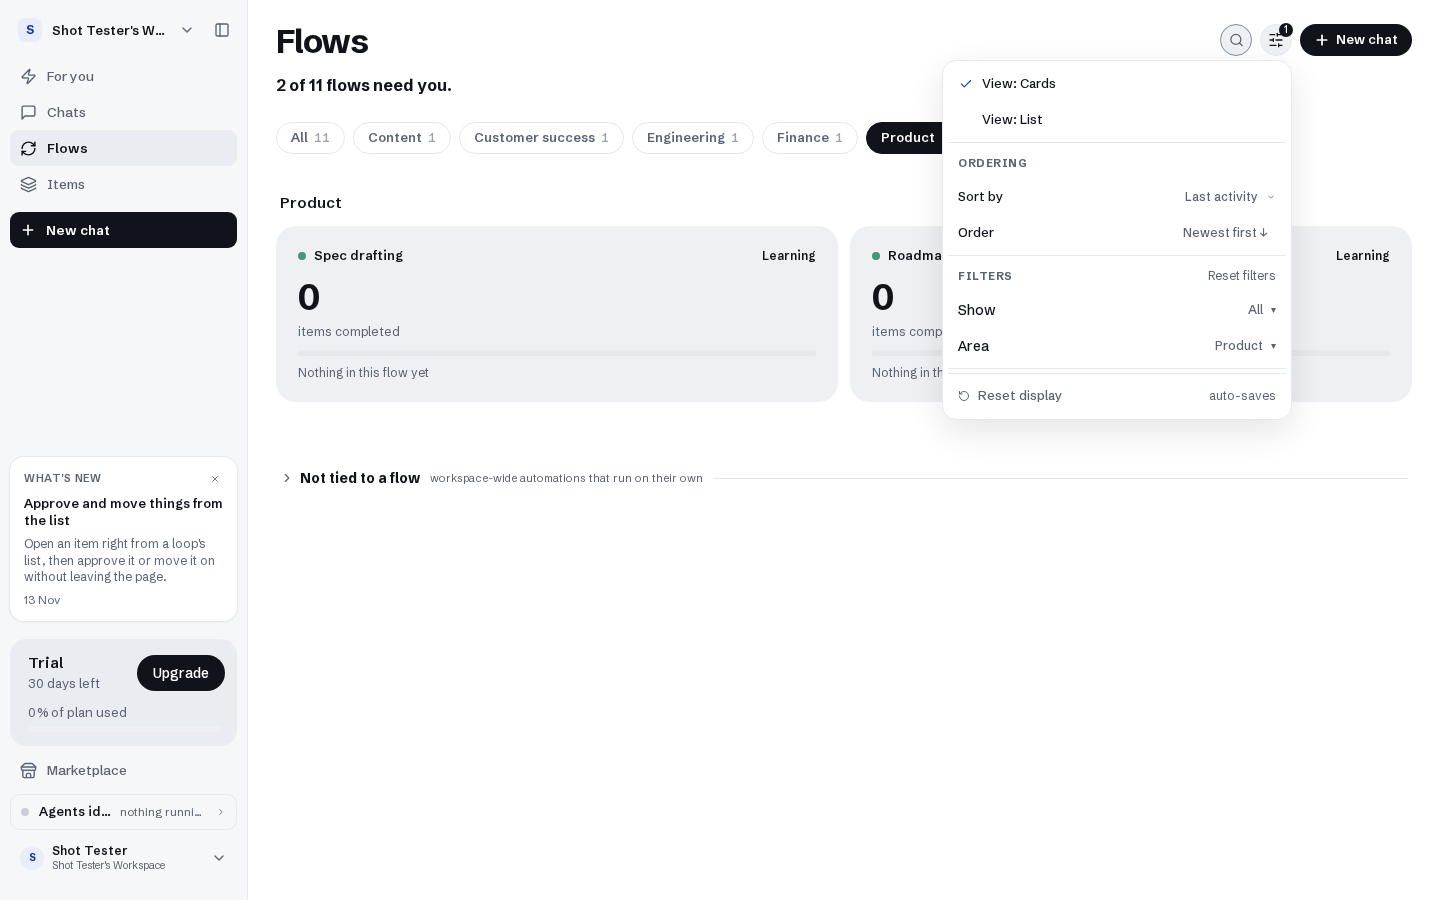 S Shot Tester's W...
For you
Chats
Flows
Items
New chat
WHAT'S NEW
Approve and move things from
the list
Open an item right from a loop's
list, then approve it or move it on
without leaving the page.
13 Nov
Trial
30 days left
Upgrade
0% of plan used
Marketplace
Agents id... nothing runni...
S Shot Tester
Shot Tester's Workspace
Flows
1
New chat
2 of 11 flows need you.
All 11 Content 1 Customer success 1 Engineering 1 Finance 1 Product
Product
Spec drafting Learning
0
items completed
Nothing in this flow yet
Roadma Learning
0
items comp
Nothing in th
View: Cards
View: List
ORDERING
Sort by Last activity
Order Newest first ↓
FILTERS Reset filters
Show All ▾
Area Product ▾
Reset display auto-saves
Not tied to a flow workspace-wide automations that run on their own